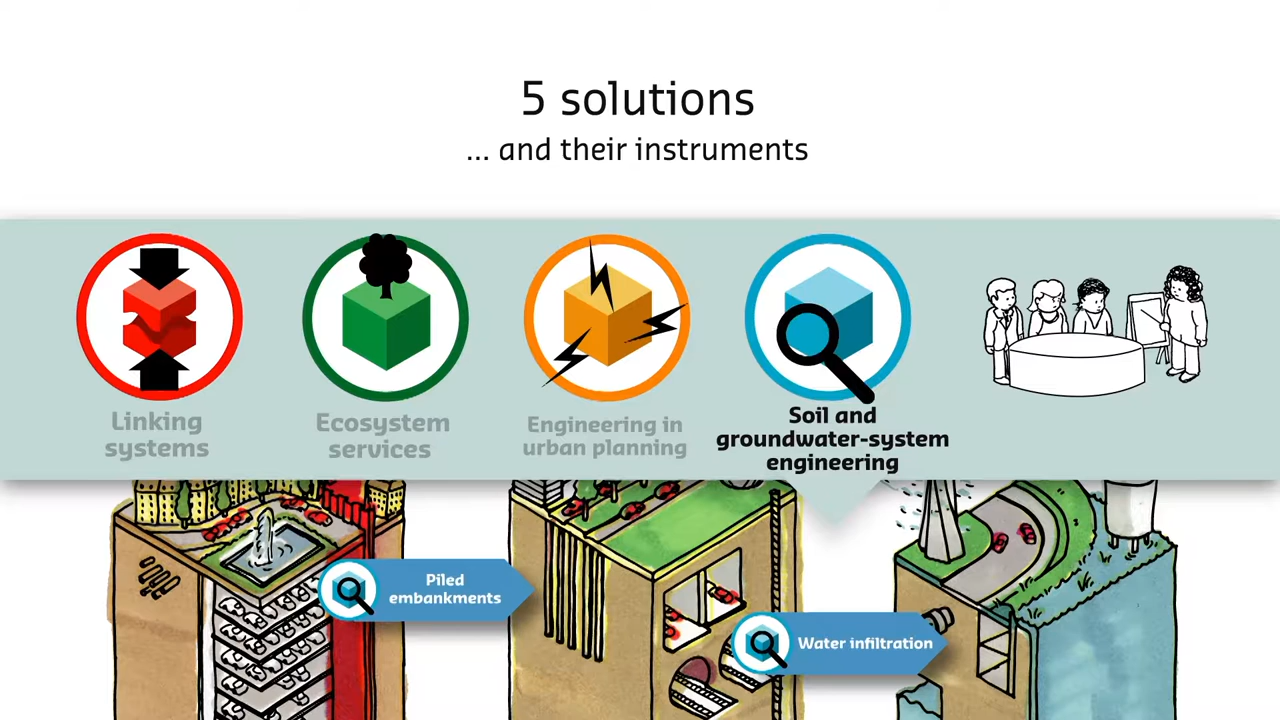 5 solutions
... and their instruments
Linking
systems
Ecosystem
services
Engineering in
urban planning
Soil and
groundwater-system
engineering
Piled
embankments
Water infiltration